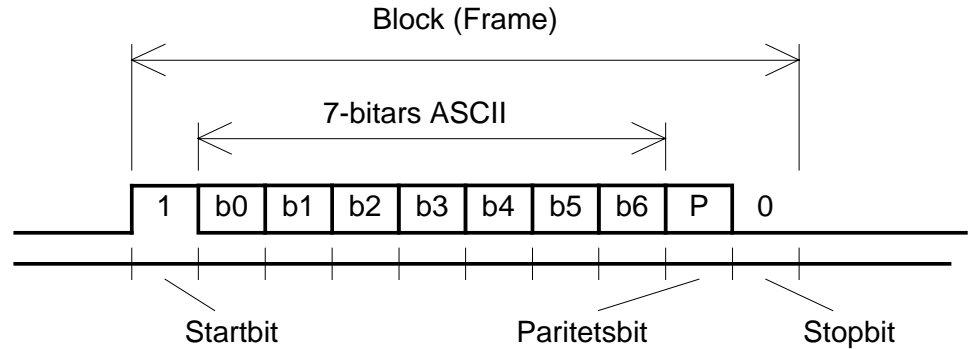 Block (Frame)
7-bitars ASCII
1 b0 b1 b2 b3 b4 b5 b6 P 0
Startbit Paritetsbit Stopbit